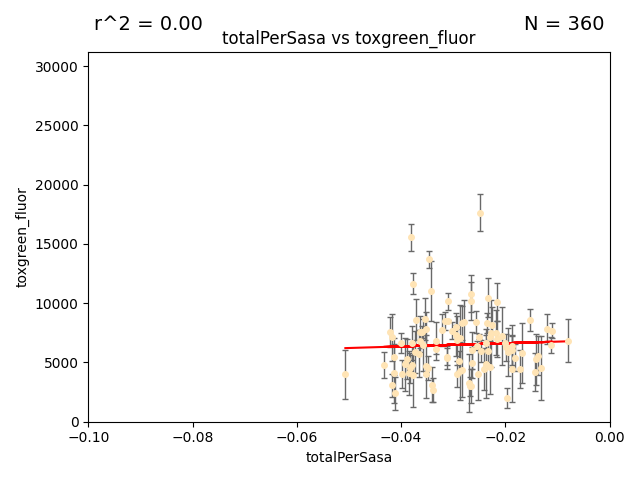 r^2 = 0.00
N = 360
totalPerSasa vs toxgreen_fluor
30000
25000
20000
15000
10000
5000
0
toxgreen_fluor
−0.10
−0.08
−0.06
−0.04
−0.02
0.00
totalPerSasa